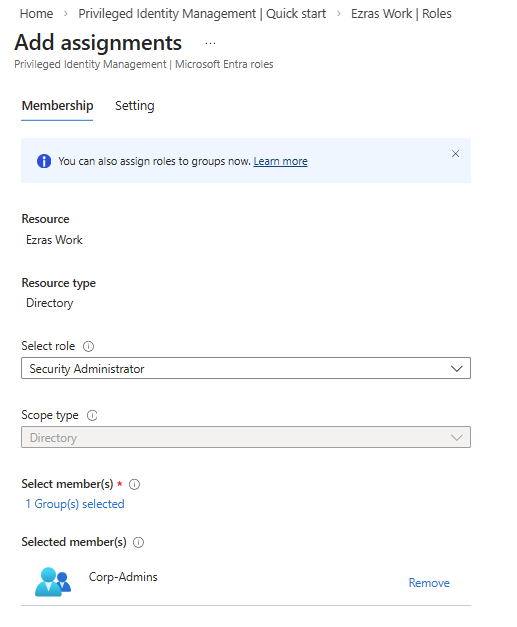 Home > Privileged Identity Management | Quick start > Ezras Work | Roles
Add assignments ...
Privileged Identity Management | Microsoft Entra roles
Membership Setting
You can also assign roles to groups now. Learn more
Resource
Ezras Work
Resource type
Directory
Select role
Security Administrator
Scope type
Directory
Select member(s) *
1 Group(s) selected
Selected member(s)
Corp-Admins
Remove